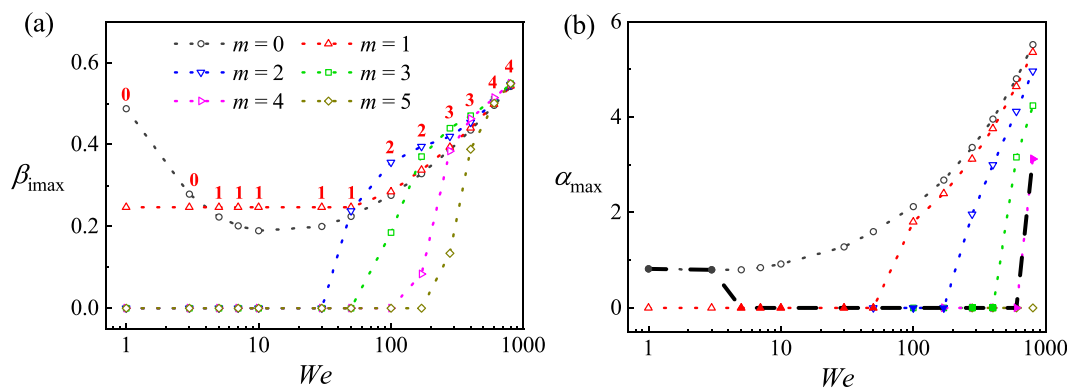 (a)
m = 0
m = 1
m = 2
m = 3
m = 4
m = 5
0 0 1 1 1 1 1 2 2 3 3 4 4
0.6
0.4
0.2
0.0
βimax
1 10 100 1000
We
(b)
6
4
2
0
αmax
1 10 100 1000
We